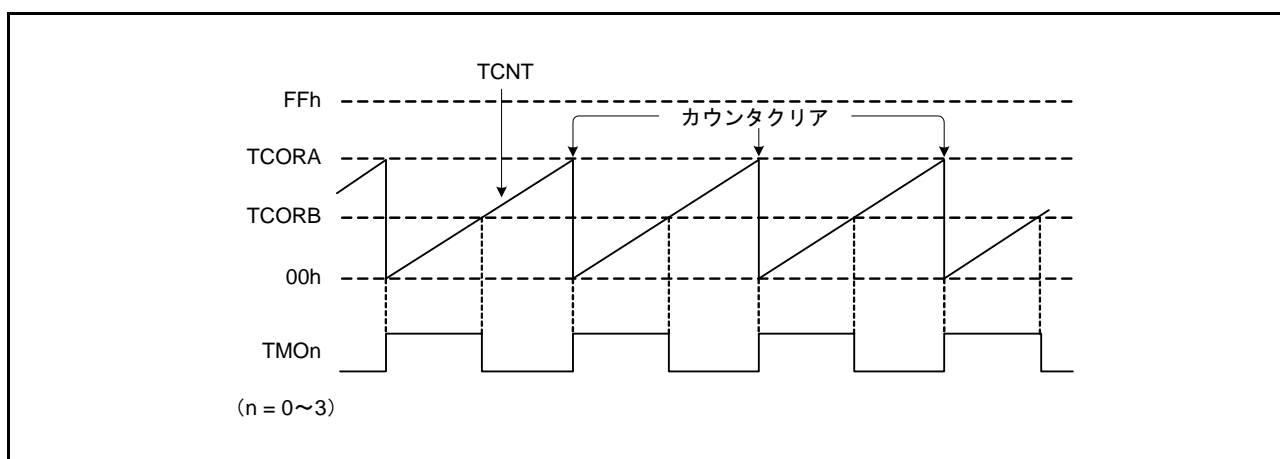 TCNT
FFh
カウンタクリア
TCORA
TCORB
00h
TMOn
（n = 0～3）